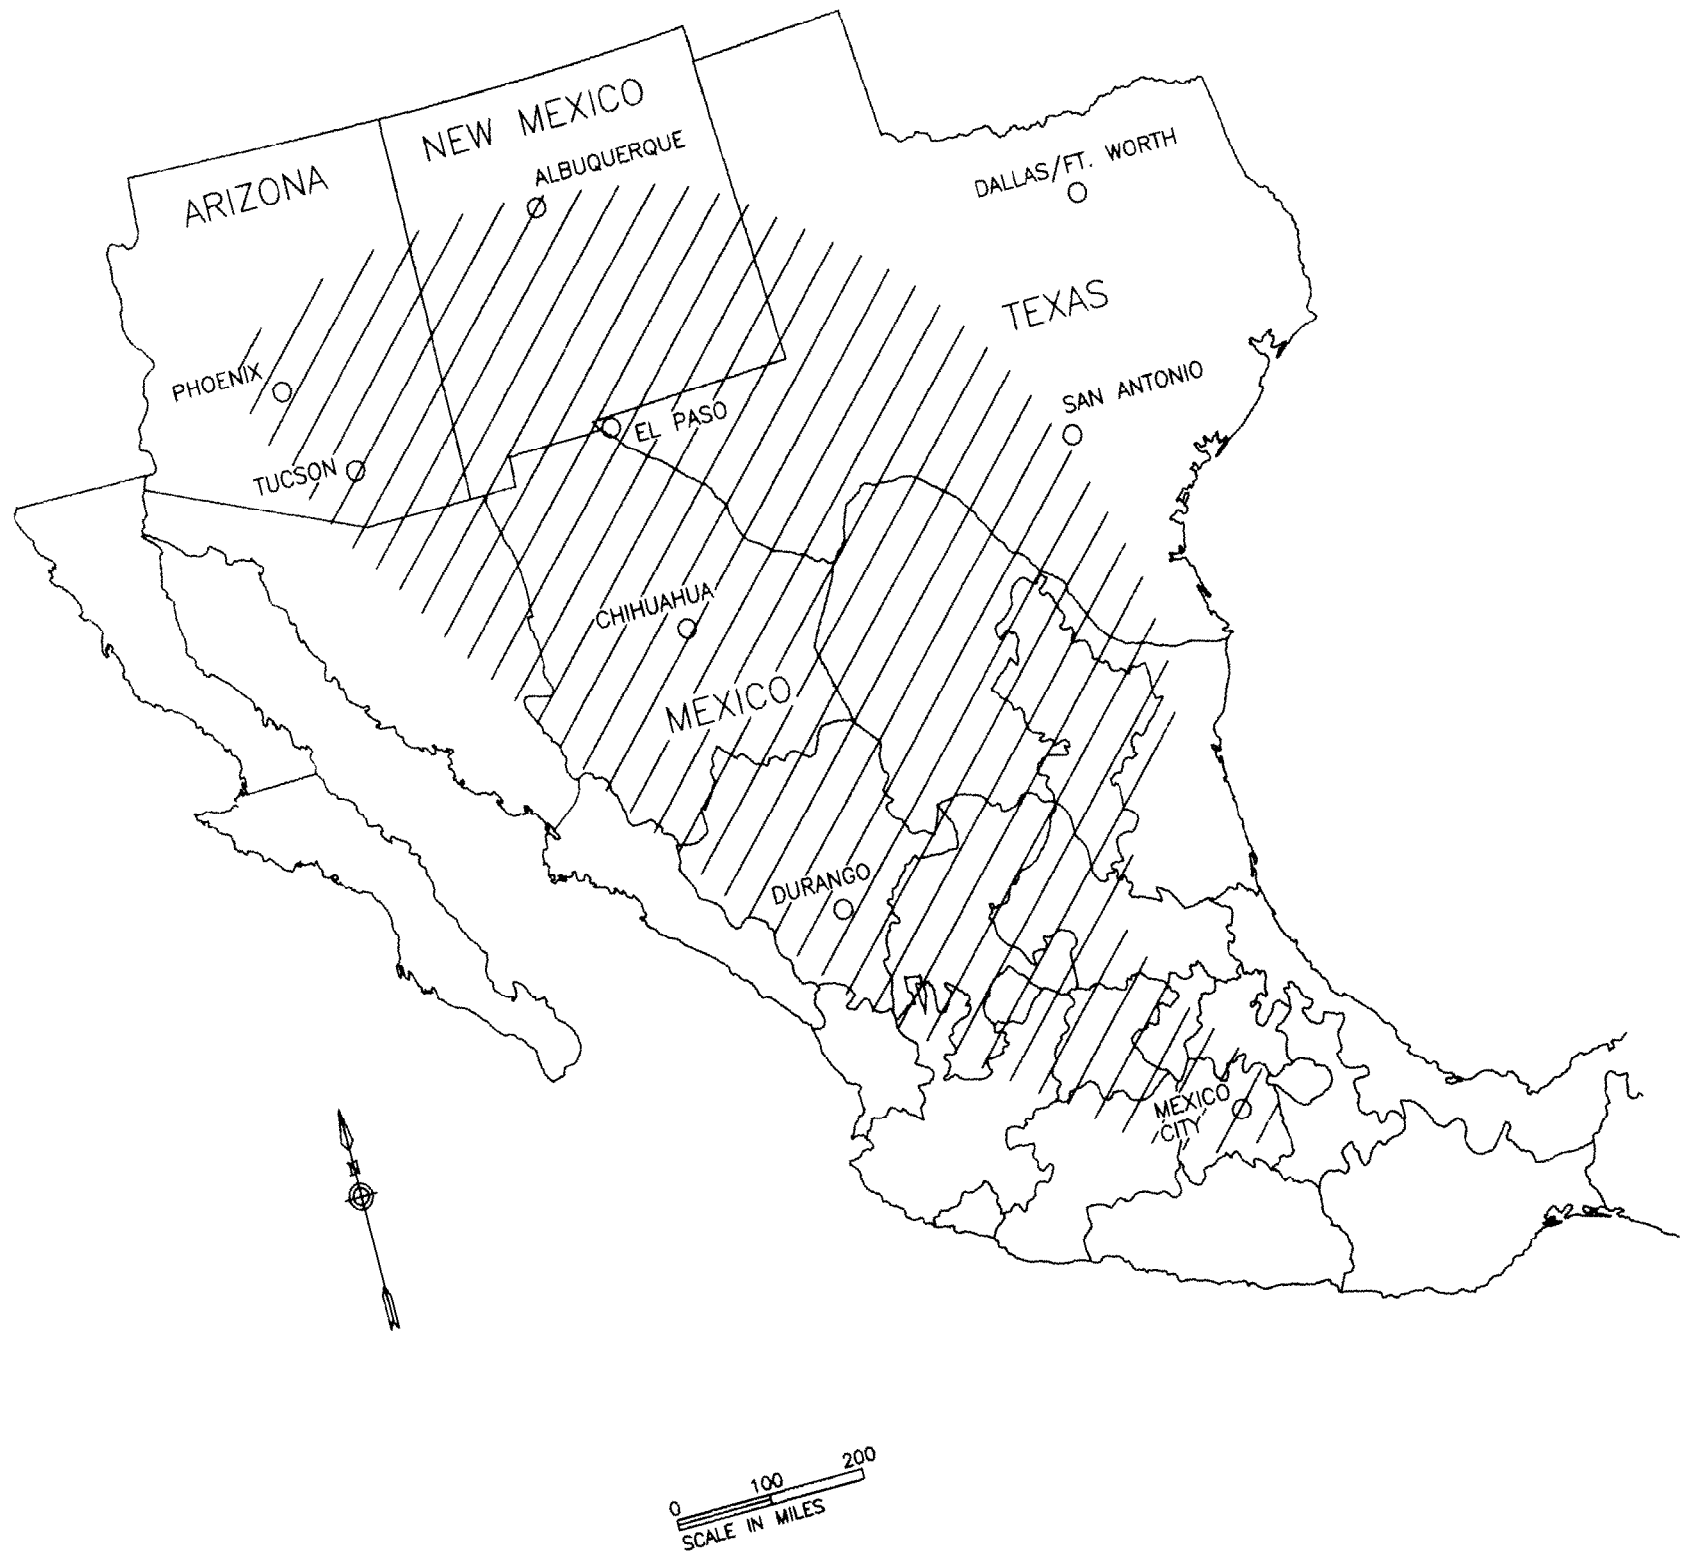 NEW MEXICO
ALBUQUERQUE
ARIZONA
DALLAS/FT. WORTH
TEXAS
PHOENIX
SAN ANTONIO
EL PASO
TUCSON
CHIHUAHUA
MEXICO
DURANGO
MEXICO
CITY
N
0 100 200
SCALE IN MILES